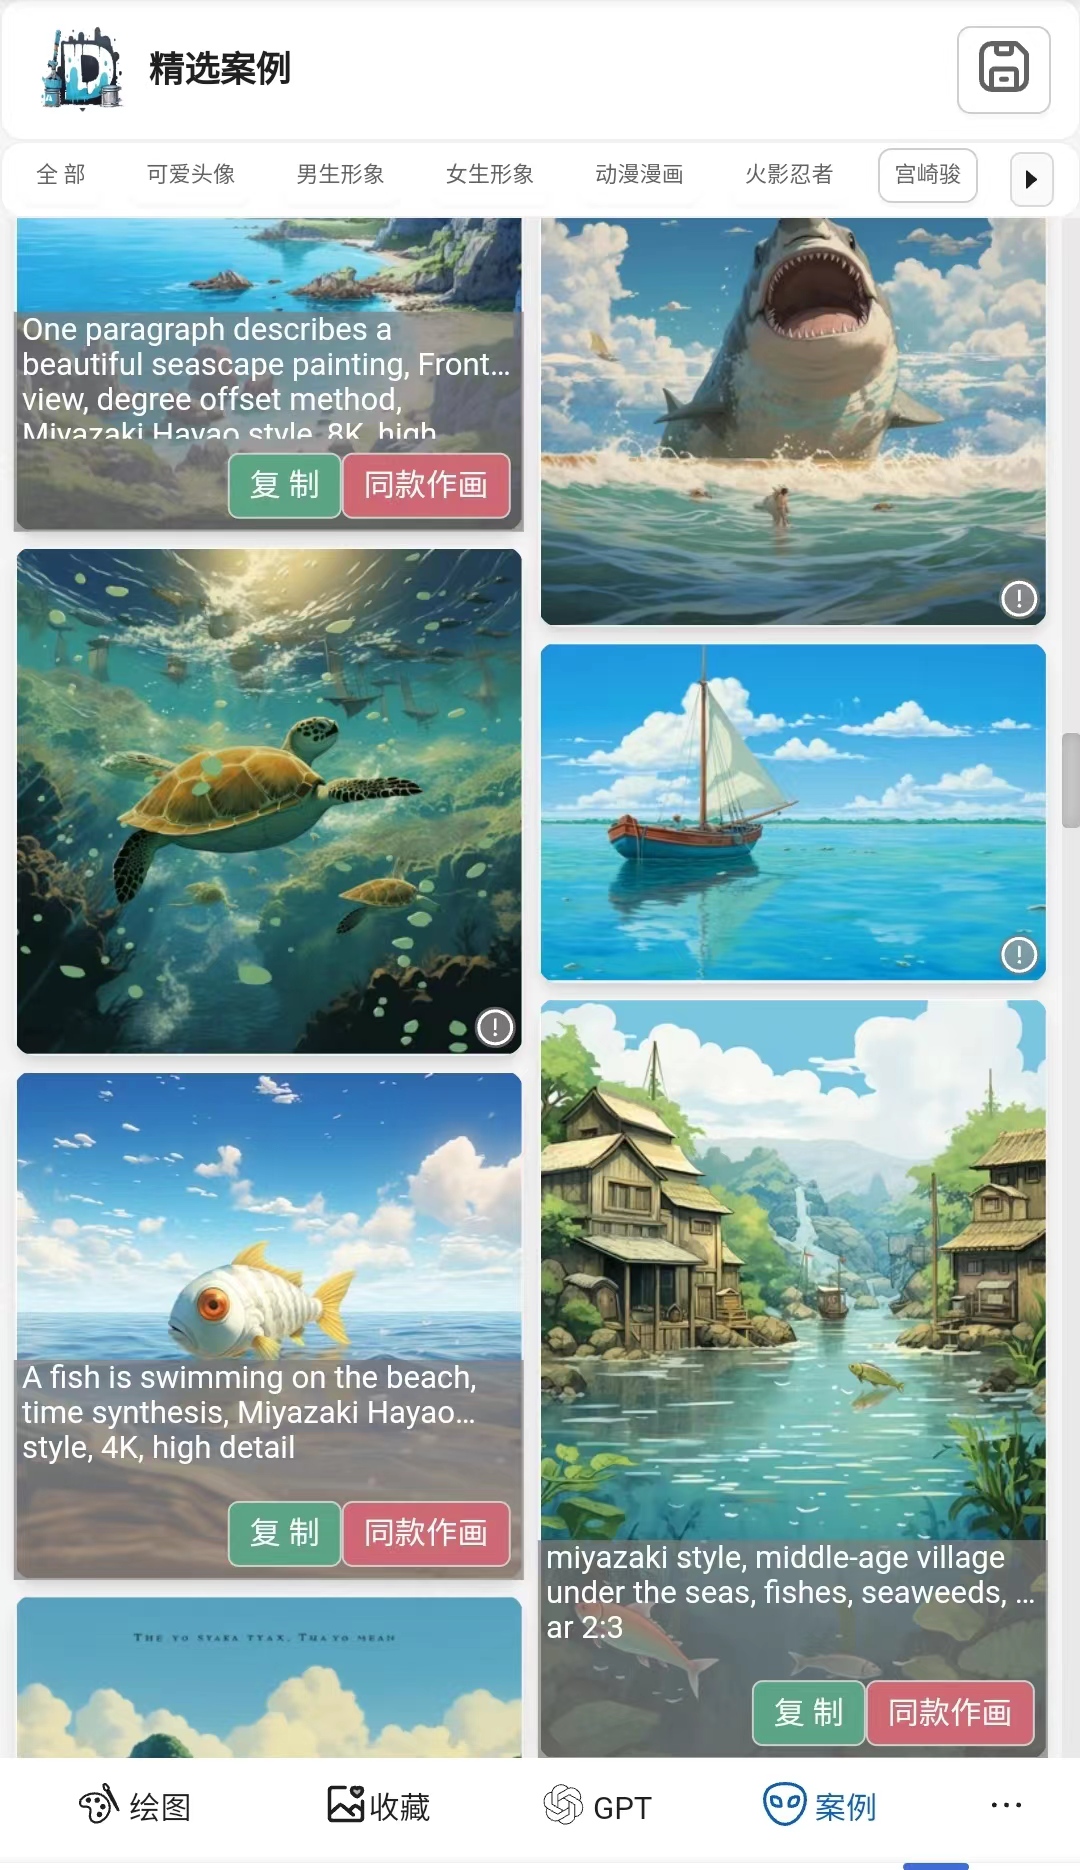 精选案例
全 部
可爱头像
男生形象
女生形象
动漫漫画
火影忍者
宫崎骏
One paragraph describes a
beautiful seascape painting, Front...
view, degree offset method,
Miyazaki Hayao style, 8K, high
复 制
同款作画
A fish is swimming on the beach,
time synthesis, Miyazaki Hayao...
style, 4K, high detail
复 制
同款作画
miyazaki style, middle-age village
under the seas, fishes, seaweeds, ...
ar 2:3
复 制
同款作画
绘图
收藏
GPT
案例